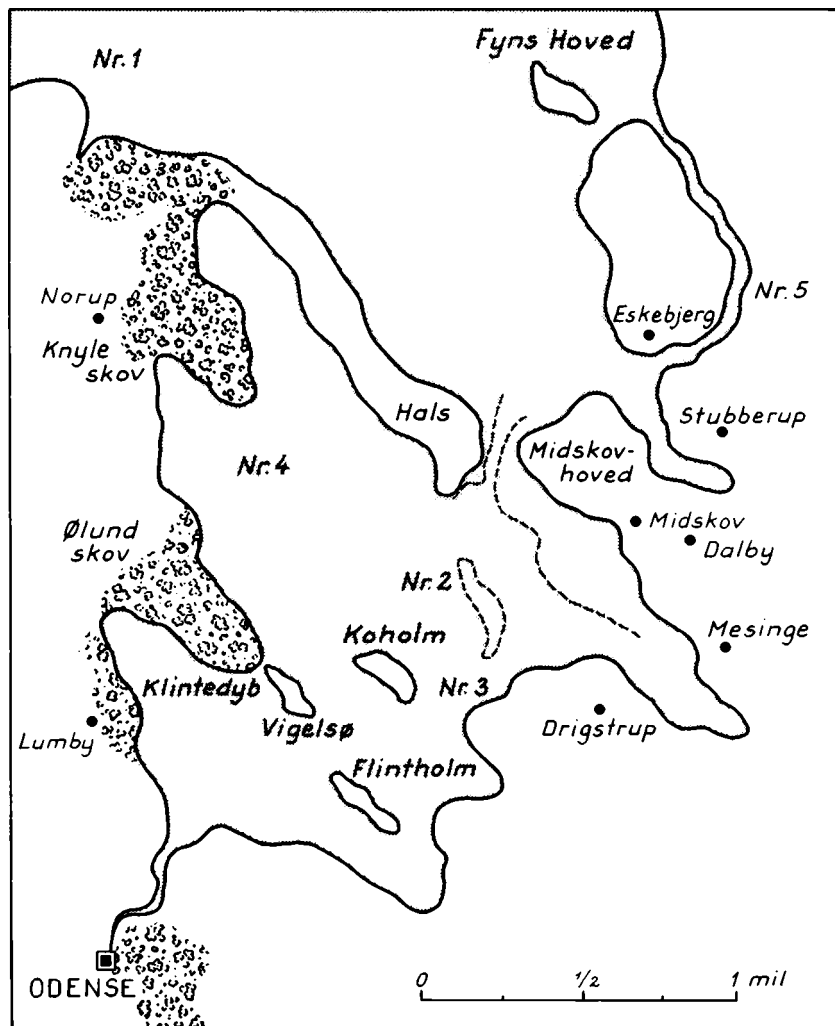 Fyns Hoved
Nr. 1
Nr. 5
Norup
Eskebjerg
Knyle
skov
Hals
Stubberup
Midskov-
hoved
Nr. 4
Midskov
Ølund
skov
Dalby
Nr. 2
Koholm
Mesinge
Klintedyb
Nr. 3
Vigelsø
Drigstrup
Lumby
Flintholm
ODENSE
0 1/2 1 mil